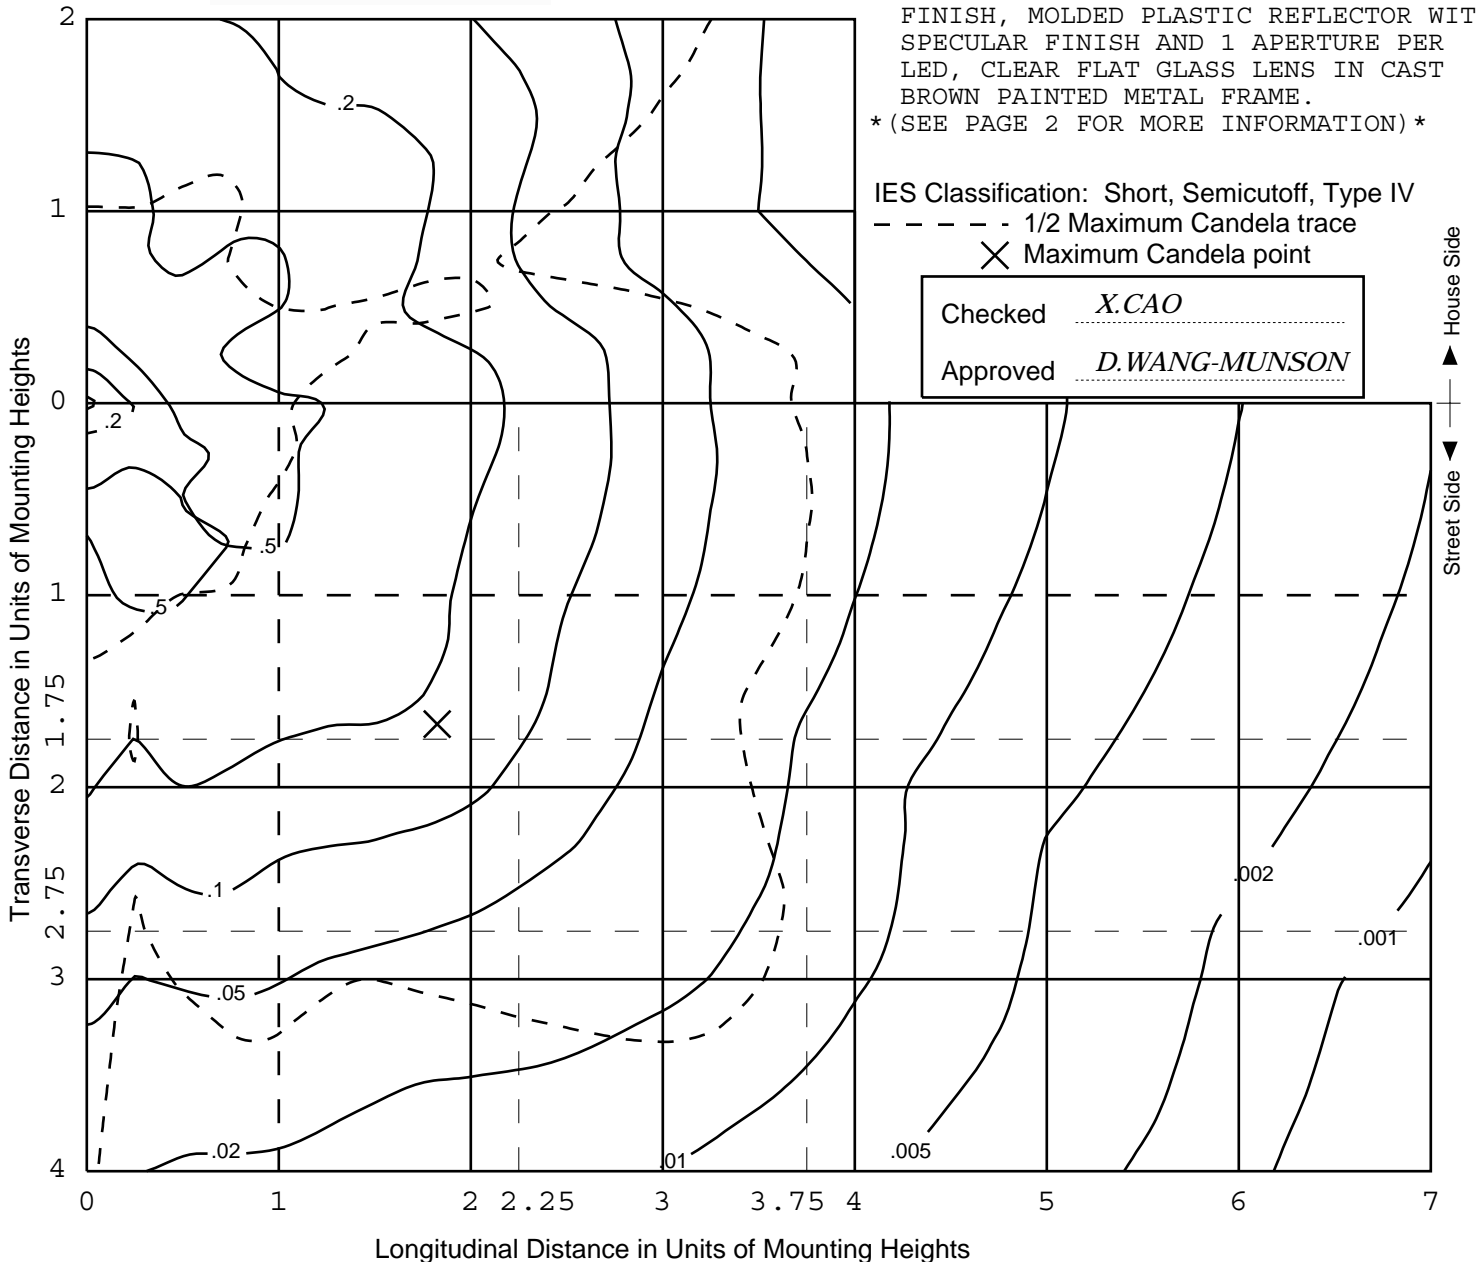 FINISH, MOLDED PLASTIC REFLECTOR WIT
SPECULAR FINISH AND 1 APERTURE PER
LED, CLEAR FLAT GLASS LENS IN CAST
BROWN PAINTED METAL FRAME.
*(SEE PAGE 2 FOR MORE INFORMATION)*
IES Classification: Short, Semicutoff, Type IV
1/2 Maximum Candela trace
Maximum Candela point
Checked X.CAO
Approved D.WANG-MUNSON
House Side
Street Side
Transverse Distance in Units of Mounting Heights
2
1
0
1
1.75
2
2.75
3
4
.2
.2
.5
.5
.1
.05
.02
.01
.005
.002
.001
0 1 2 2.25 3 3.75 4 5 6 7
Longitudinal Distance in Units of Mounting Heights